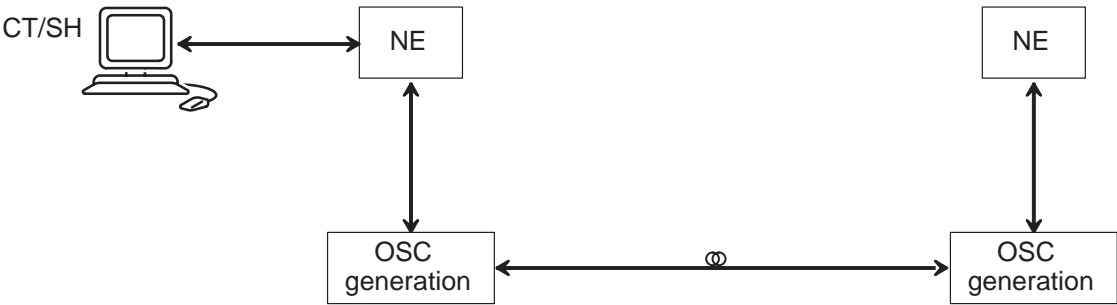 CT/SH
NE
NE
OSC
generation
OSC
generation